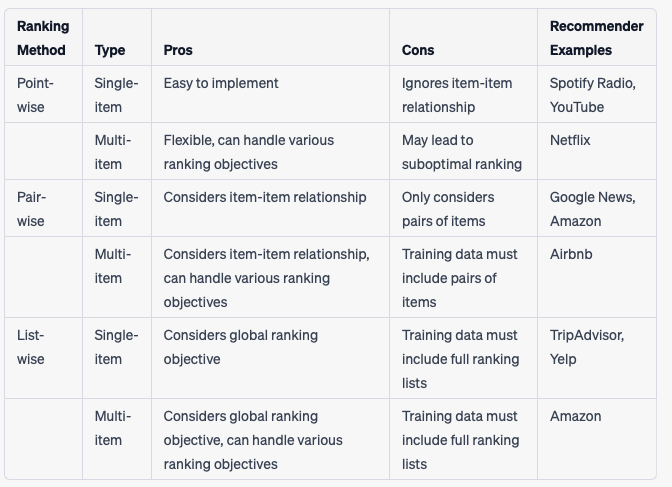 Ranking Method Type Pros Cons Recommender Examples
Point-wise Single-item Easy to implement Ignores item-item relationship Spotify Radio, YouTube
Multi-item Flexible, can handle various ranking objectives May lead to suboptimal ranking Netflix
Pair-wise Single-item Considers item-item relationship Only considers pairs of items Google News, Amazon
Multi-item Considers item-item relationship, can handle various ranking objectives Training data must include pairs of items Airbnb
List-wise Single-item Considers global ranking objective Training data must include full ranking lists TripAdvisor, Yelp
Multi-item Considers global ranking objective, can handle various ranking objectives Training data must include full ranking lists Amazon